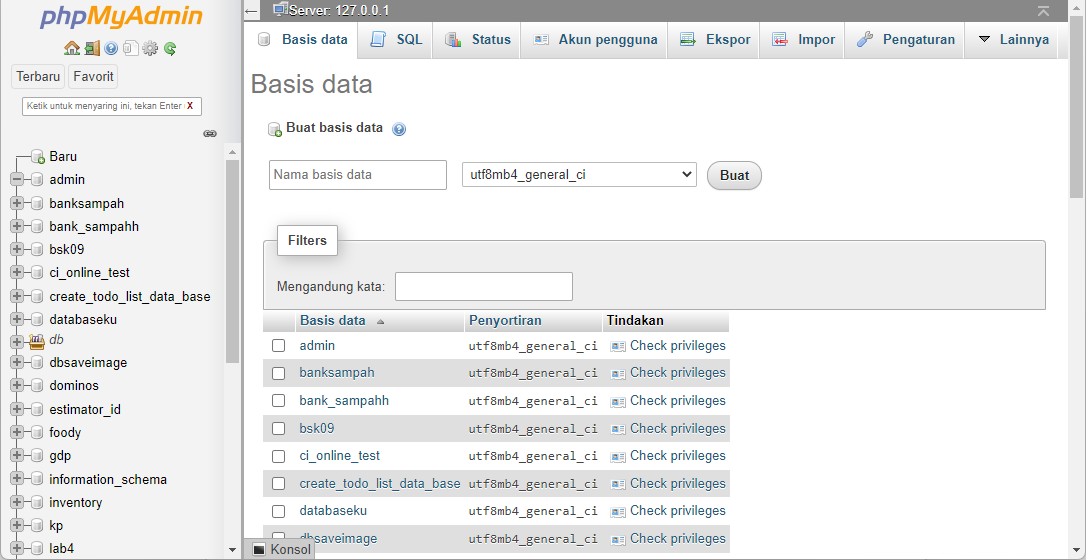 phpMyAdmin
Terbaru Favorit
Ketik untuk menyaring ini, tekan Enter X
Baru
admin
banksampah
bank_sampahh
bsk09
ci_online_test
create_todo_list_data_base
databaseku
db
dbsaveimage
dominos
estimator_id
foody
gdp
information_schema
inventory
kp
lab4
Server: 127.0.0.1
Basis data SQL Status Akun pengguna Ekspor Impor Pengaturan Lainnya
Basis data
Buat basis data
Nama basis data utf8mb4_general_ci Buat
Filters
Mengandung kata:
Basis data Penyortiran Tindakan
admin utf8mb4_general_ci Check privileges
banksampah utf8mb4_general_ci Check privileges
bank_sampahh utf8mb4_general_ci Check privileges
bsk09 utf8mb4_general_ci Check privileges
ci_online_test utf8mb4_general_ci Check privileges
create_todo_list_data_base utf8mb4_general_ci Check privileges
databaseku utf8mb4_general_ci Check privileges
dbsaveimage utf8mb4_general_ci Check privileges
Konsol